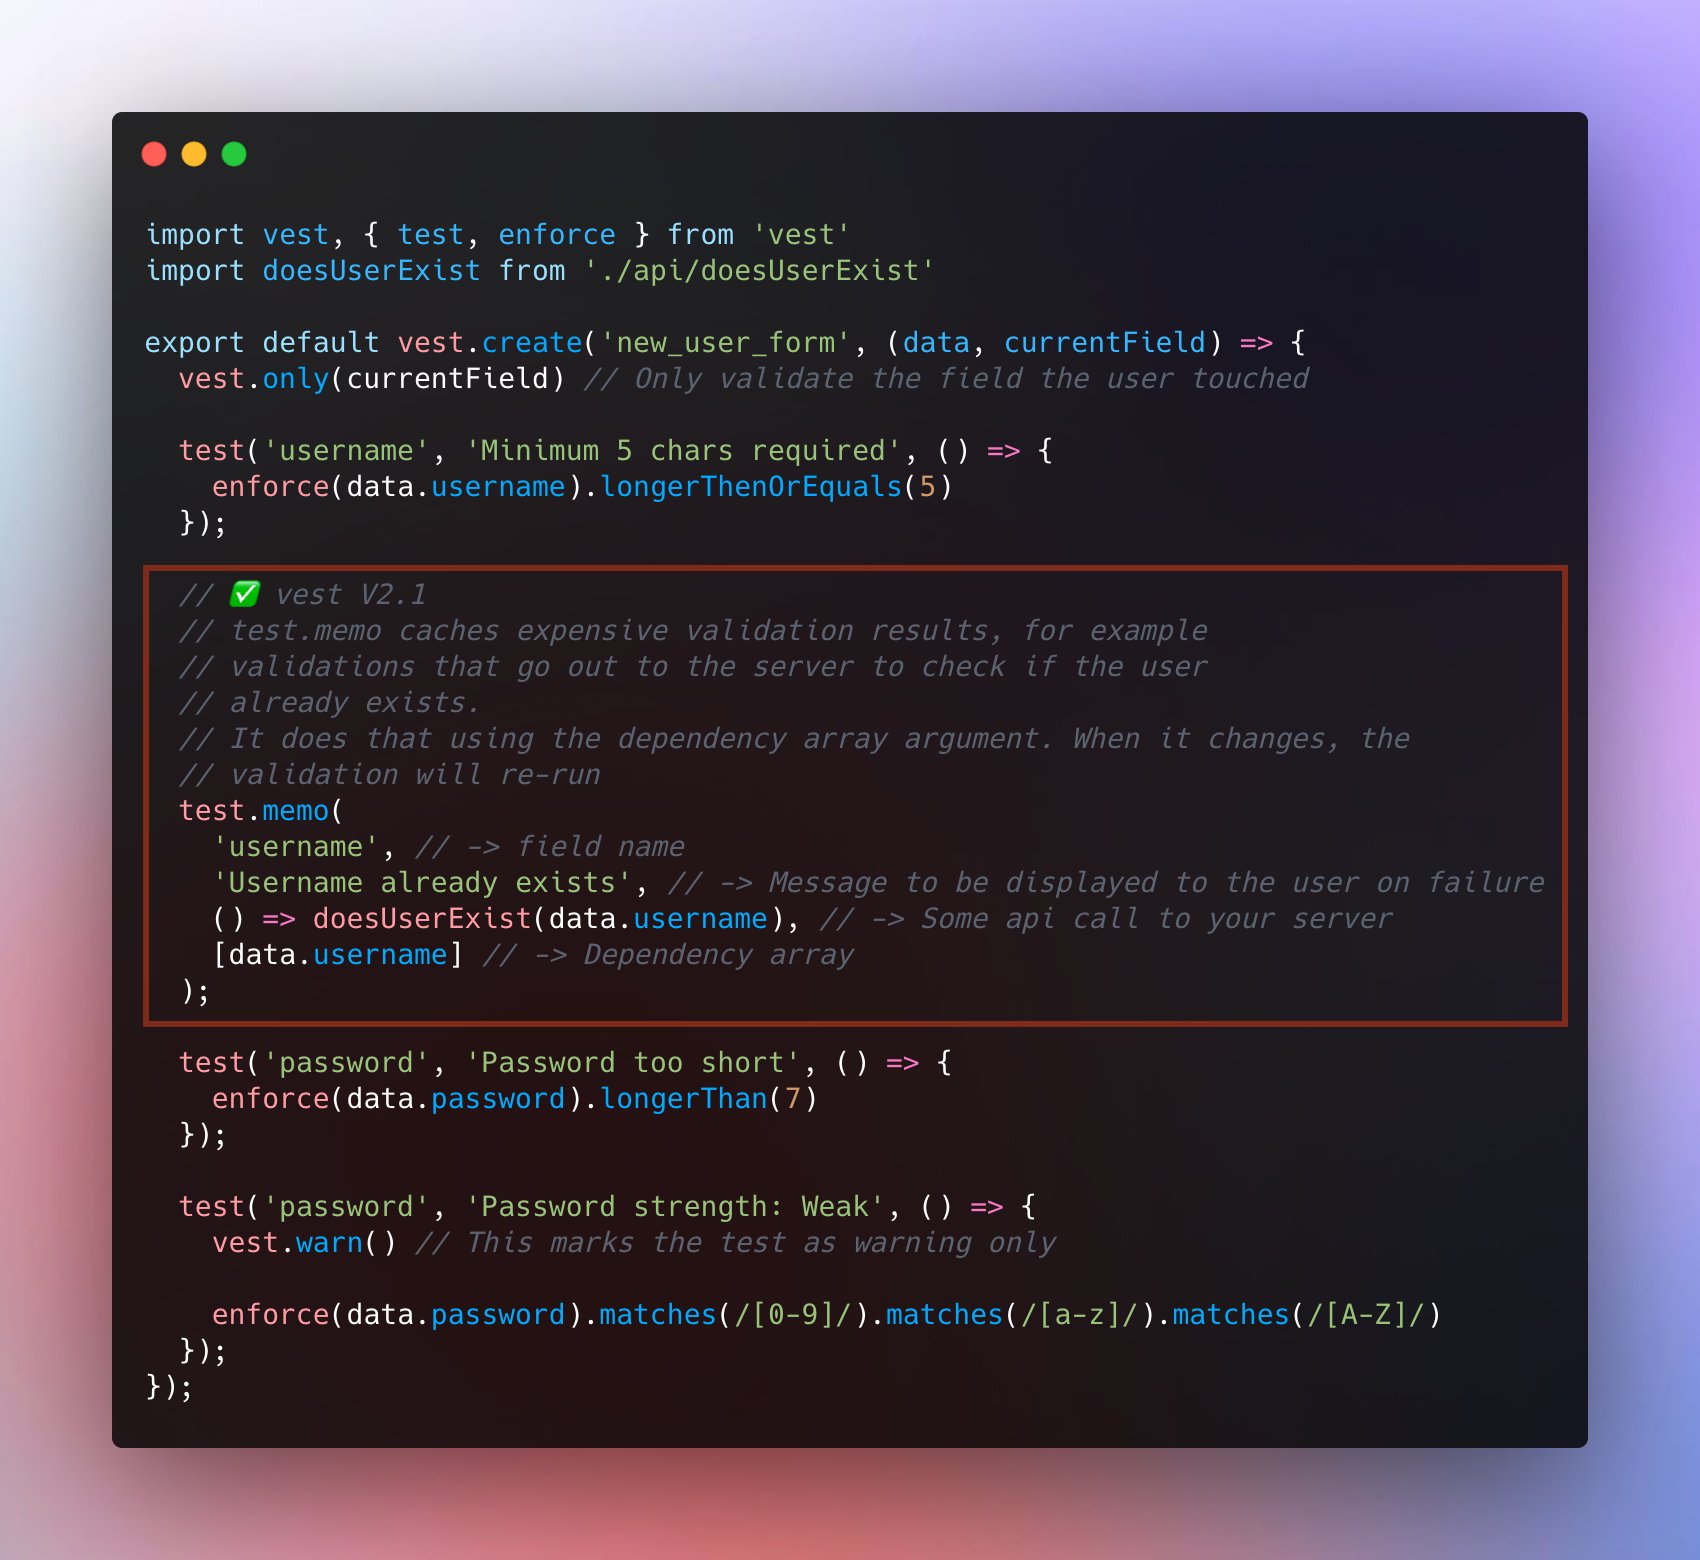 import vest, { test, enforce } from 'vest'
import doesUserExist from './api/doesUserExist'
export default vest.create('new_user_form', (data, currentField) => {
vest.only(currentField) // Only validate the field the user touched
test('username', 'Minimum 5 chars required', () => {
enforce(data.username).longerThenOrEquals(5)
});
// ✅ vest V2.1
// test.memo caches expensive validation results, for example
// validations that go out to the server to check if the user
// already exists.
// It does that using the dependency array argument. When it changes, the
// validation will re-run
test.memo(
'username', // -> field name
'Username already exists', // -> Message to be displayed to the user on failure
() => doesUserExist(data.username), // -> Some api call to your server
[data.username] // -> Dependency array
);
test('password', 'Password too short', () => {
enforce(data.password).longerThan(7)
});
test('password', 'Password strength: Weak', () => {
vest.warn() // This marks the test as warning only
enforce(data.password).matches(/[0-9]/).matches(/[a-z]/).matches(/[A-Z]/)
});
});